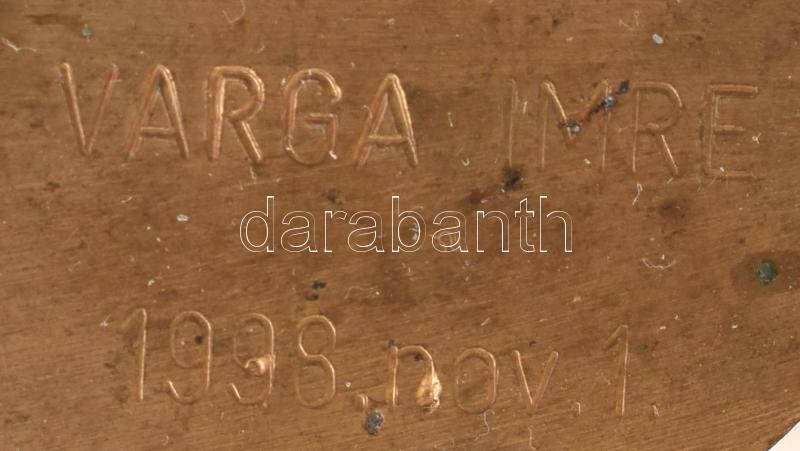 VARGA IMRE
darabanth
1998. nov. 1.